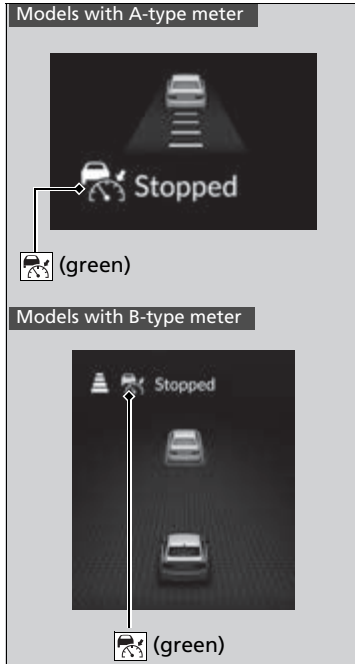 Models with A-type meter
Stopped
(green)
Models with B-type meter
Stopped
(green)